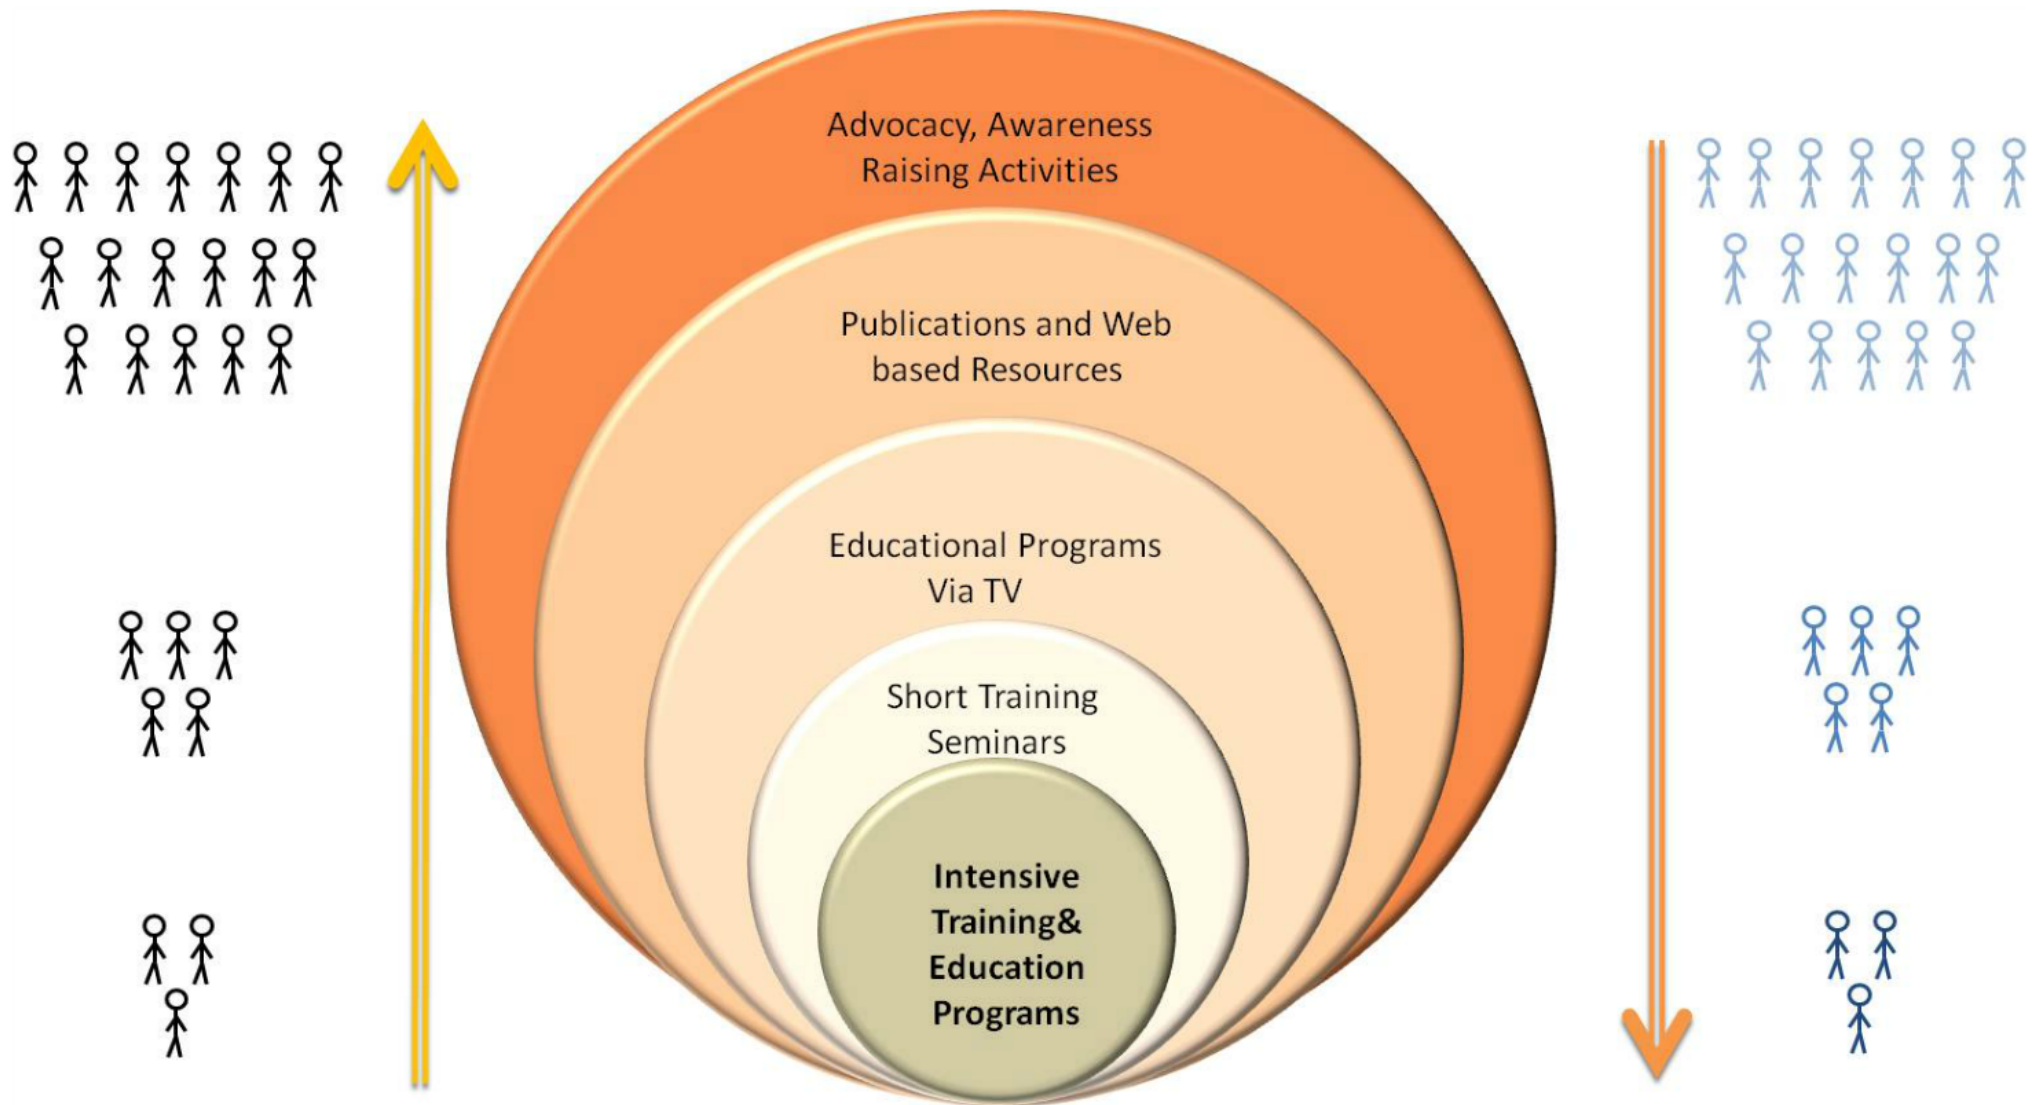 Advocacy, Awareness
Raising Activities
Publications and Web
based Resources
Educational Programs
Via TV
Short Training
Seminars
Intensive
Training&
Education
Programs